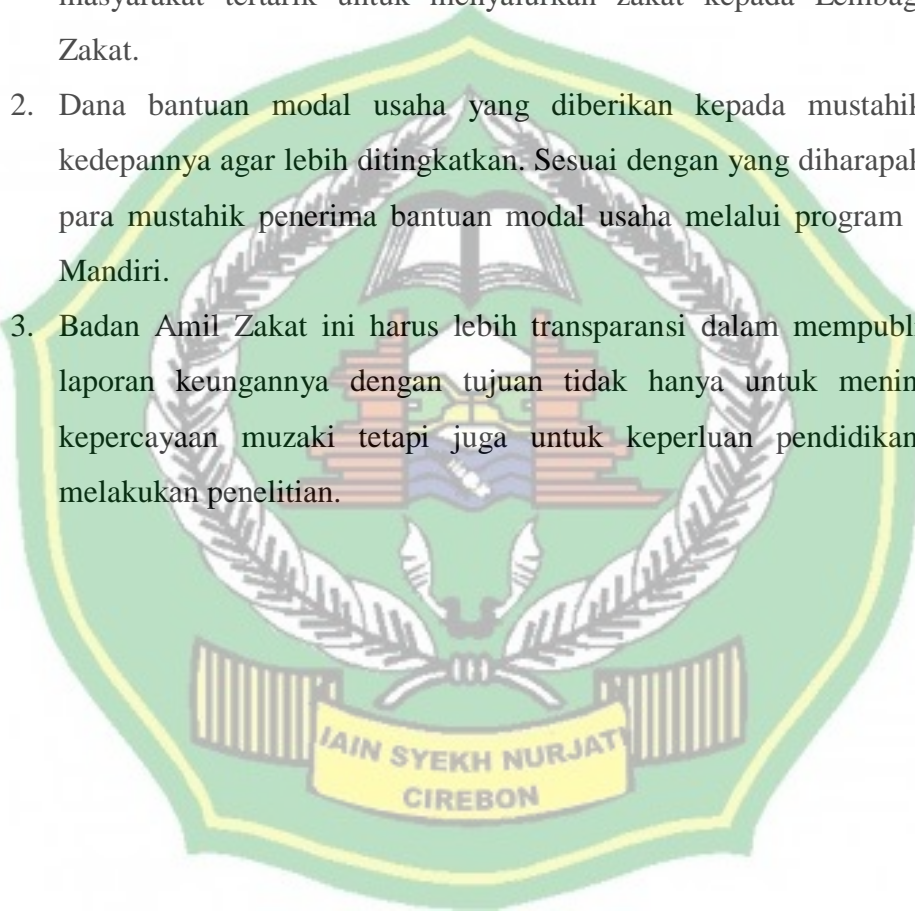 masyarakat tertarik untuk menyalurkan zakat kepada
Zakat.
2. Dana bantuan modal usaha yang diberikan kepada mustahik
kedepannya agar lebih ditingkatkan. Sesuai dengan yang diharapak
para mustahik penerima bantuan modal usaha melalui program
Mandiri.
3. Badan Amil Zakat ini harus lebih transparansi dalam mempubl
laporan keungannya dengan tujuan tidak hanya untuk menin
kepercayaan muzaki tetapi juga untuk keperluan pendidikan
melakukan penelitian.
IAIN SYEKH NURJATI
CIREBON